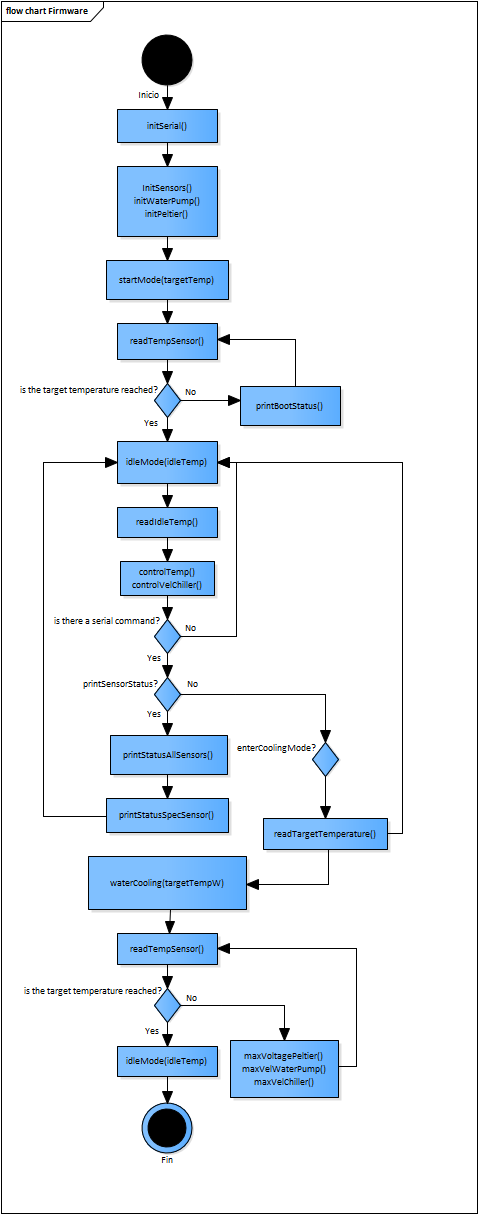 flow chart Firmware
Inicio
initSerial()
InitSensors()
initWaterPump()
initPeltier()
startMode(targetTemp)
readTempSensor()
is the target temperature reached?
No
printBootStatus()
Yes
idleMode(idleTemp)
readIdleTemp()
controlTemp()
controlVelChiller()
is there a serial command?
No
Yes
printSensorStatus?
No
Yes
printStatusAllSensors()
enterCoolingMode?
printStatusSpecSensor()
readTargetTemperature()
waterCooling(targetTempW)
readTempSensor()
is the target temperature reached?
No
Yes
idleMode(idleTemp)
maxVoltagePeltier()
maxVelWaterPump()
maxVelChiller()
Fin